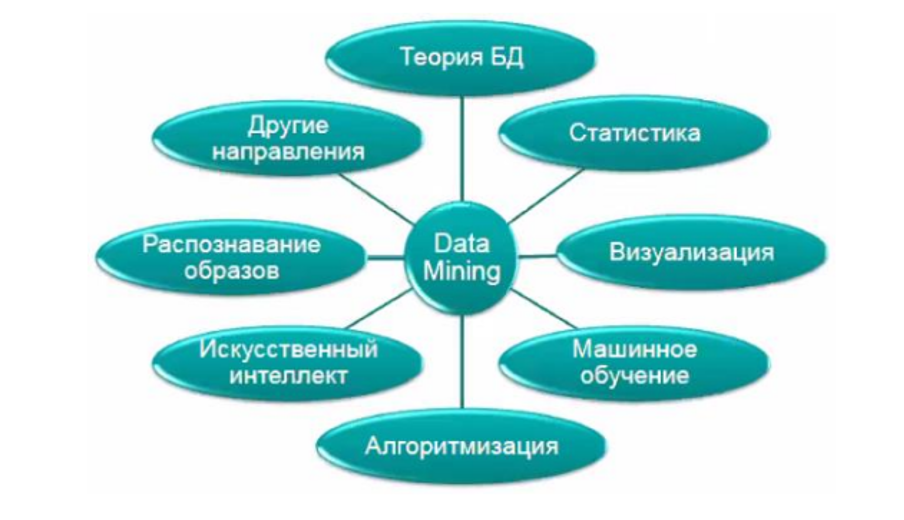 Теория БД
Другие
направления
Статистика
Распознавание
образов
Data
Mining
Визуализация
Искусственный
интеллект
Машинное
обучение
Алгоритмизация